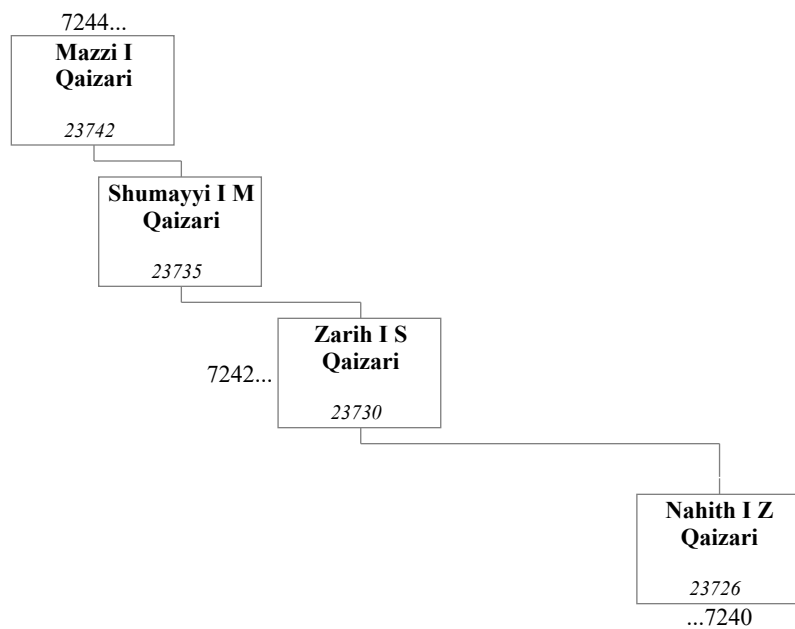 7244...
Mazzi I
Qaizari
23742
Shumayyi I M
Qaizari
23735
Zarih I S
Qaizari
7242...
23730
Nahith I Z
Qaizari
23726
...7240